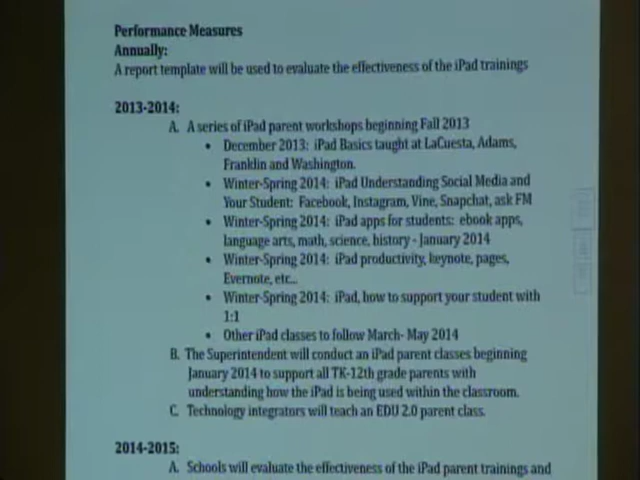 Performance Measures
Annually:
A report template will be used to evaluate the effectiveness of the iPad trainings
2013-2014:
A. A series of iPad parent workshops beginning Fall 2013
• December 2013: iPad Basics taught at LaCuesta, Adams,
Franklin and Washington.
• Winter-Spring 2014: iPad Understanding Social Media and
Your Student: Facebook, Instagram, Vine, Snapchat, ask FM
• Winter-Spring 2014: iPad apps for students: ebook apps,
language arts, math, science, history - January 2014
• Winter-Spring 2014: iPad productivity, keynote, pages,
Evernote, etc...
• Winter-Spring 2014: iPad, how to support your student with
1:1
• Other iPad classes to follow March- May 2014
B. The Superintendent will conduct an iPad parent classes beginning
January 2014 to support all TK-12th grade parents with
understanding how the iPad is being used within the classroom.
C. Technology integrators will teach an EDU 2.0 parent class.
2014-2015:
A. Schools will evaluate the effectiveness of the iPad parent trainings and